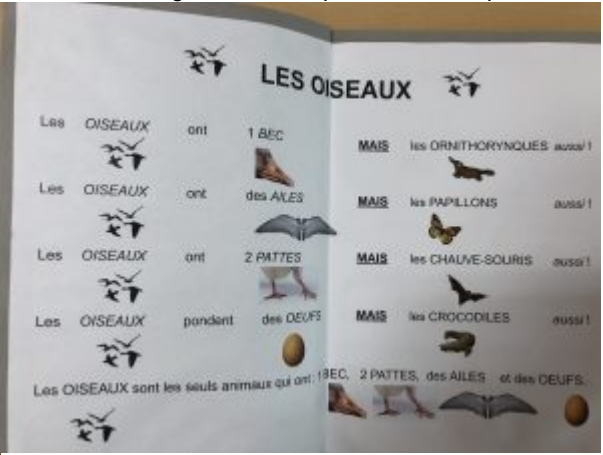 LES OISEAUX
Les OISEAUX ont 1 BEC
MAIS les ORNITHORYNQUES aussi !
Les OISEAUX ont des AILES
MAIS les PAPILLONS aussi !
Les OISEAUX ont 2 PATTES
MAIS les CHAUVE-SOURIS aussi !
Les OISEAUX pondent des OEUFS
MAIS les CROCODILES aussi !
Les OISEAUX sont les seuls animaux qui ont : 1 BEC, 2 PATTES, des AILES et des OEUFS.